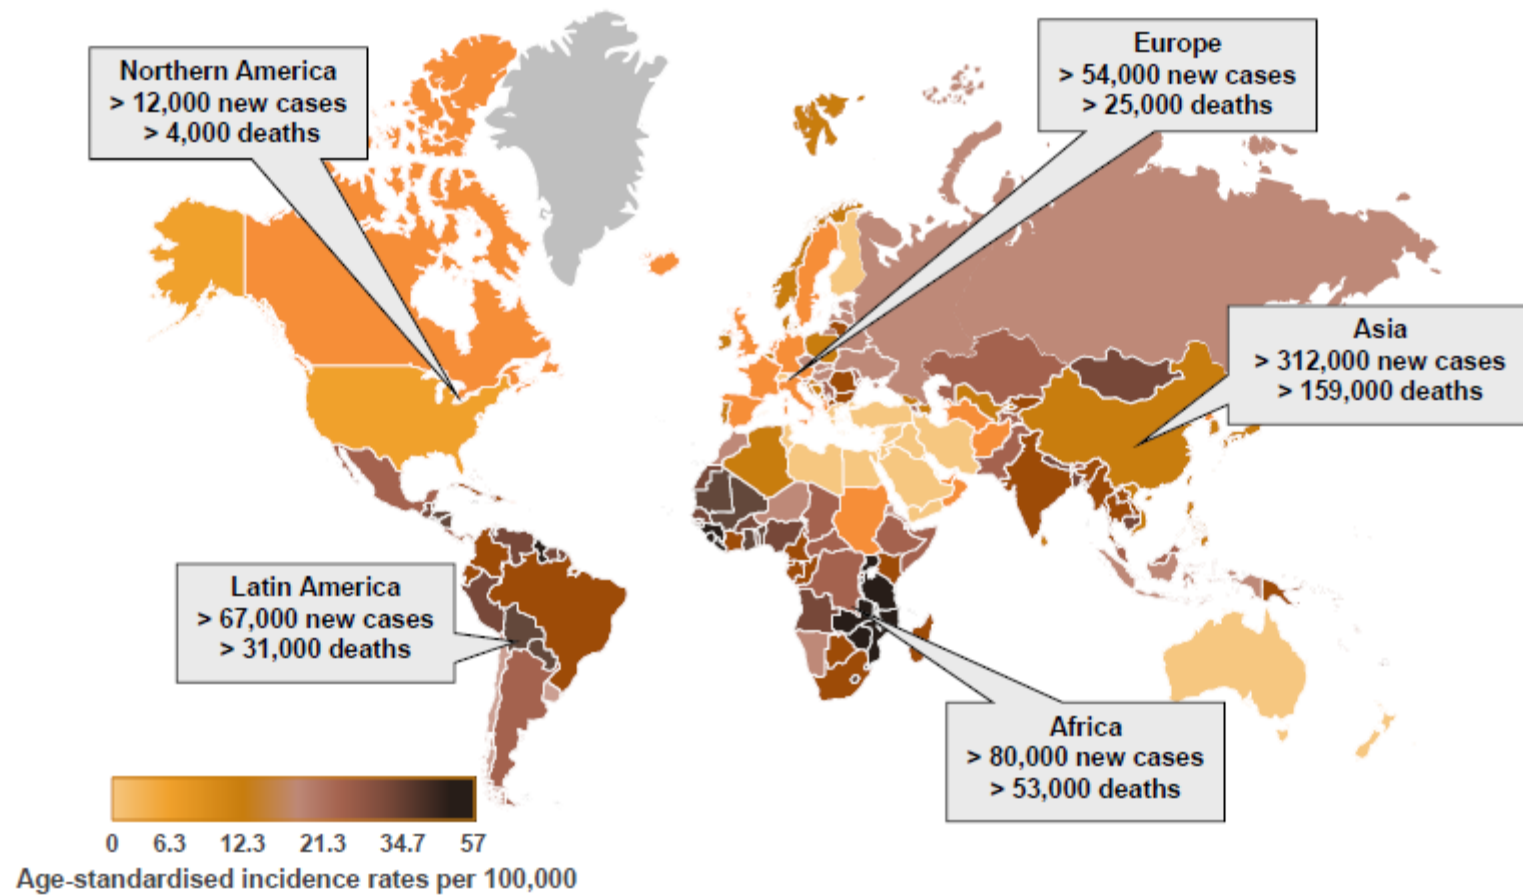 Northern America
> 12,000 new cases
> 4,000 deaths
Europe
> 54,000 new cases
> 25,000 deaths
Asia
> 312,000 new cases
> 159,000 deaths
Latin America
> 67,000 new cases
> 31,000 deaths
Africa
> 80,000 new cases
> 53,000 deaths
0 6.3 12.3 21.3 34.7 57
Age-standardised incidence rates per 100,000